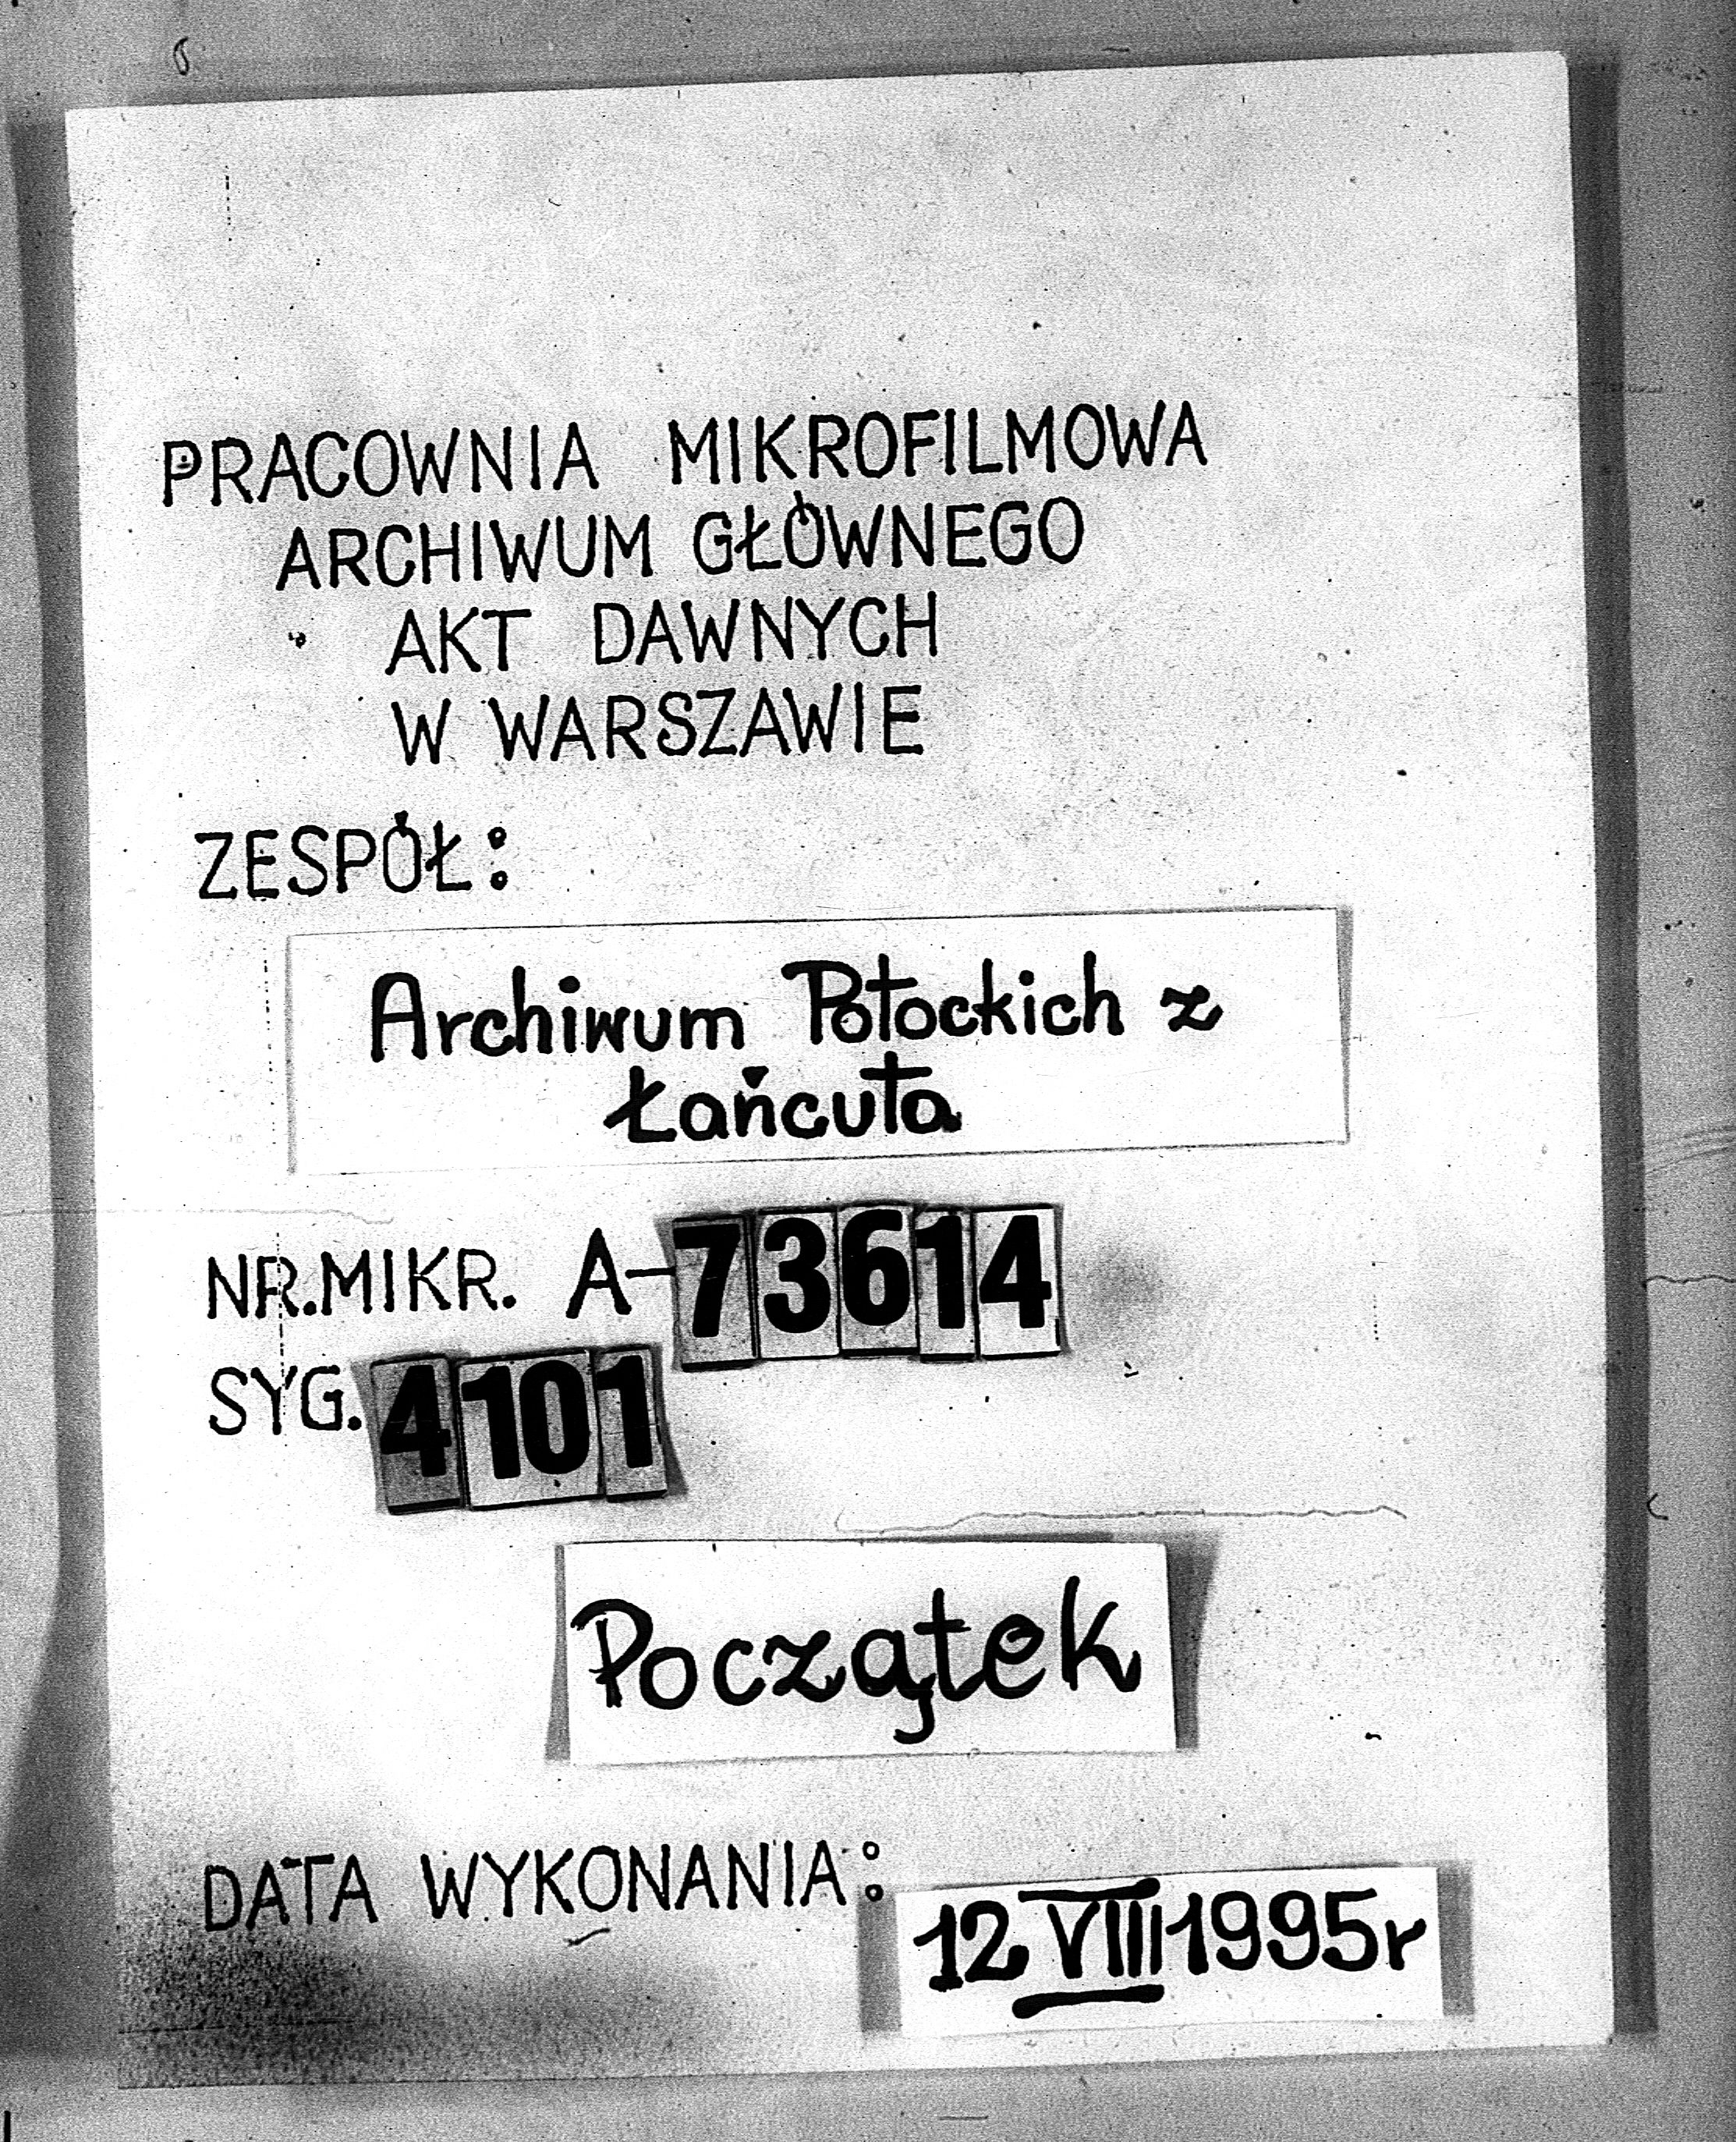 PRACOWNIA MIKROFILMOWA
ARCHIWUM GŁÓWNEGO
AKT DAWNYCH
W WARSZAWIE
ZESPÓŁ:
Archiwum Potockich z
Łańcuta
NR.MIKR. A-73614
SYG. 4101
Początek
DATA WYKONANIA: 12 VIII 1995r